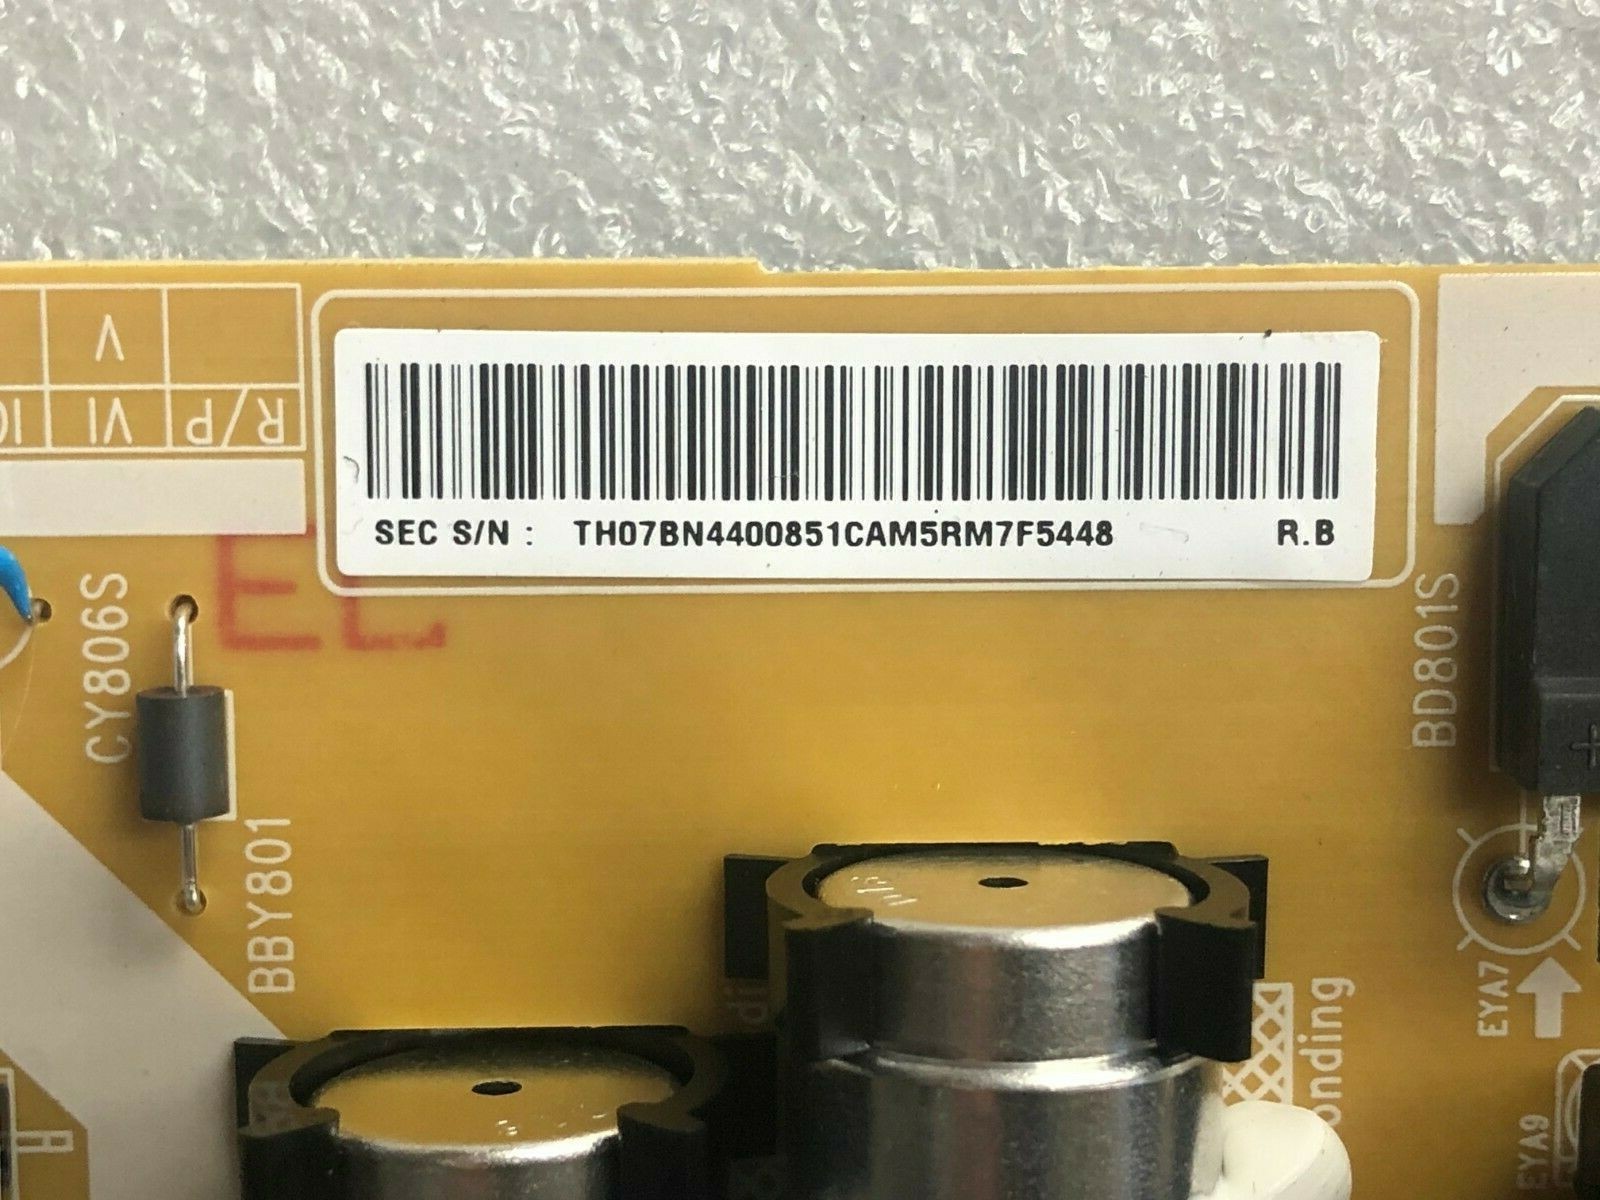 V
R/P
VI
SEC S/N : TH07BN4400851CAM5RM7F5448 R.B
CY806S
BBY801
BD801S
EYA7
onding
EYA9